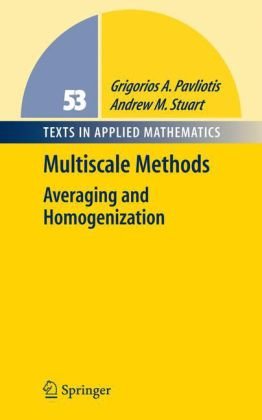 53
Grigorios A. Pavliotis
Andrew M. Stuart
TEXTS IN APPLIED MATHEMATICS
Multiscale Methods
Averaging and
Homogenization
Springer